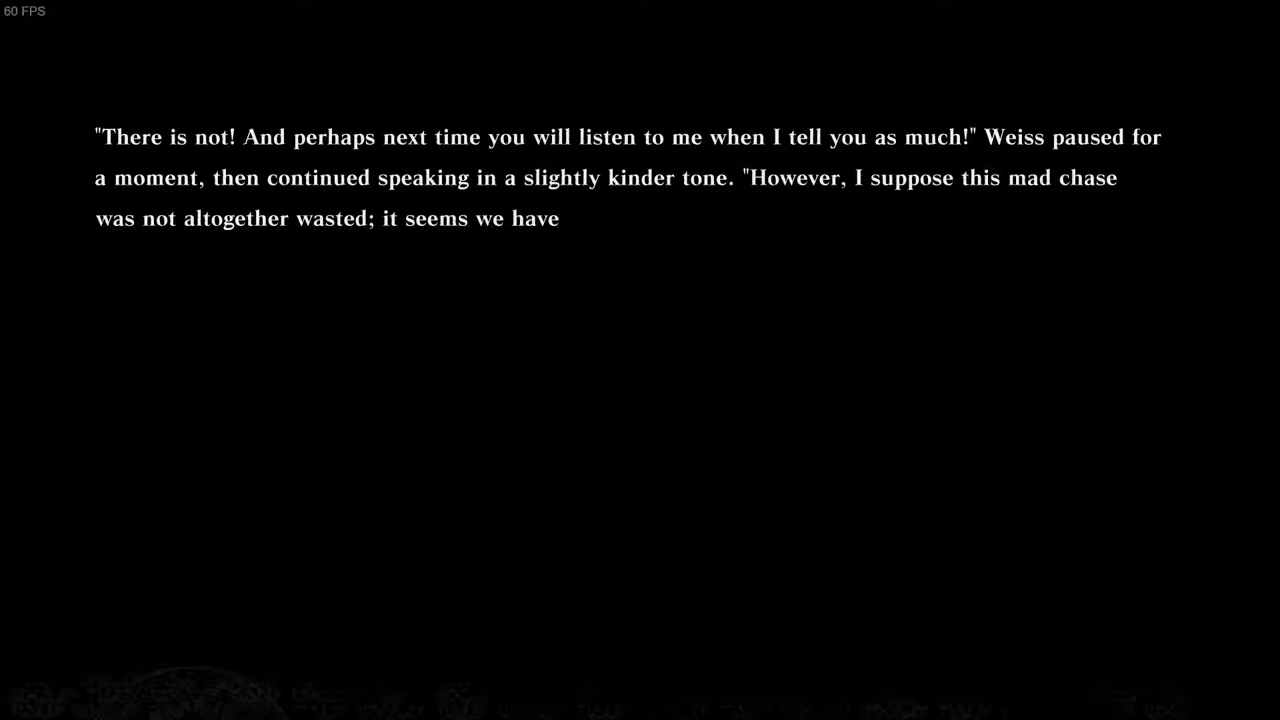 60 FPS
"There is not! And perhaps next time you will listen to me when I tell you as much!" Weiss paused for
a moment, then continued speaking in a slightly kinder tone. "However, I suppose this mad chase
was not altogether wasted; it seems we have